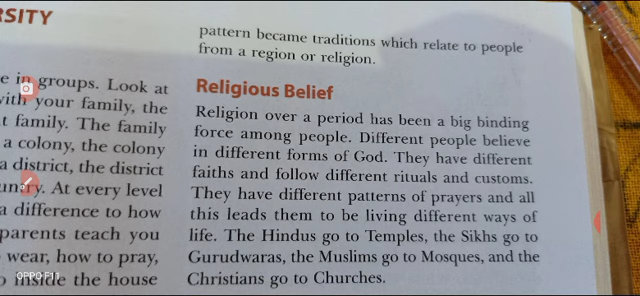 RSITY
e in groups. Look at
with your family, the
t family. The family
a colony, the colony
a district, the district
At every level
a difference to how
parents teach you
wear, how to pray,
inside the house
pattern became traditions which relate to people
from a region or religion.
Religious Belief
Religion over a period has been a big binding
force among people. Different people believe
in different forms of God. They have different
faiths and follow different rituals and customs.
They have different patterns of prayers and all
this leads them to be living different ways of
life. The Hindus go to Temples, the Sikhs go to
Gurudwaras, the Muslims go to Mosques, and the
Christians go to Churches.
OPPO F11